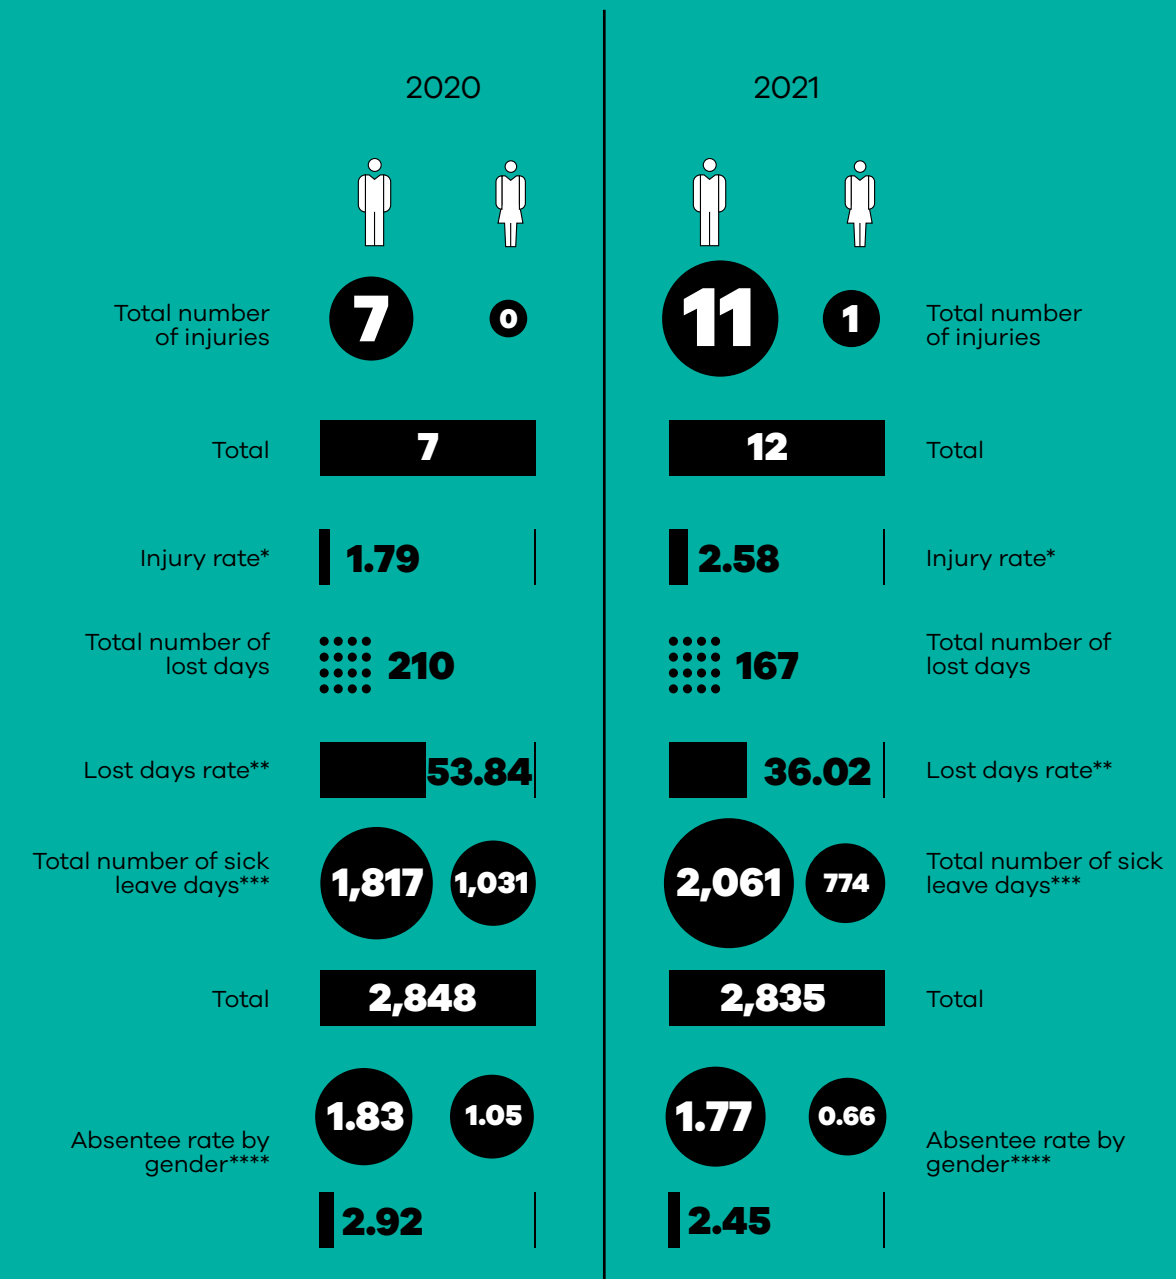 2020
2021
Total number
of injuries
7
0
11
1
Total number
of injuries
Total
7
12
Total
Injury rate*
1.79
2.58
Injury rate*
Total number of
lost days
210
167
Total number of
lost days
Lost days rate**
53.84
36.02
Lost days rate**
Total number of sick
leave days***
1,817
1,031
2,061
774
Total number of sick
leave days***
Total
2,848
2,835
Total
Absentee rate by
gender****
1.83
1.05
1.77
0.66
Absentee rate by
gender****
2.92
2.45